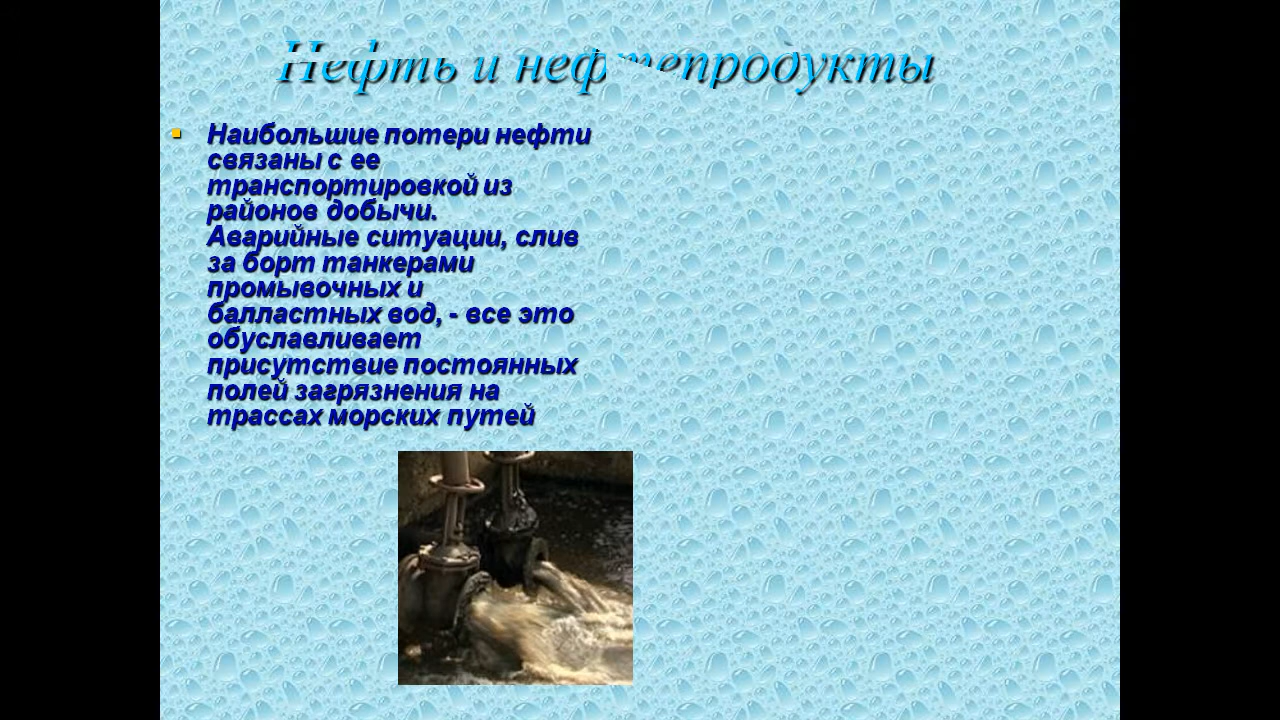 Нефть и нефтепродукты
Наибольшие потери нефти
связаны с ее
транспортировкой из
районов добычи.
Аварийные ситуации, слив
за борт танкерами
промывочных и
балластных вод, - все это
обуславливает
присутствие постоянных
полей загрязнения на
трассах морских путей